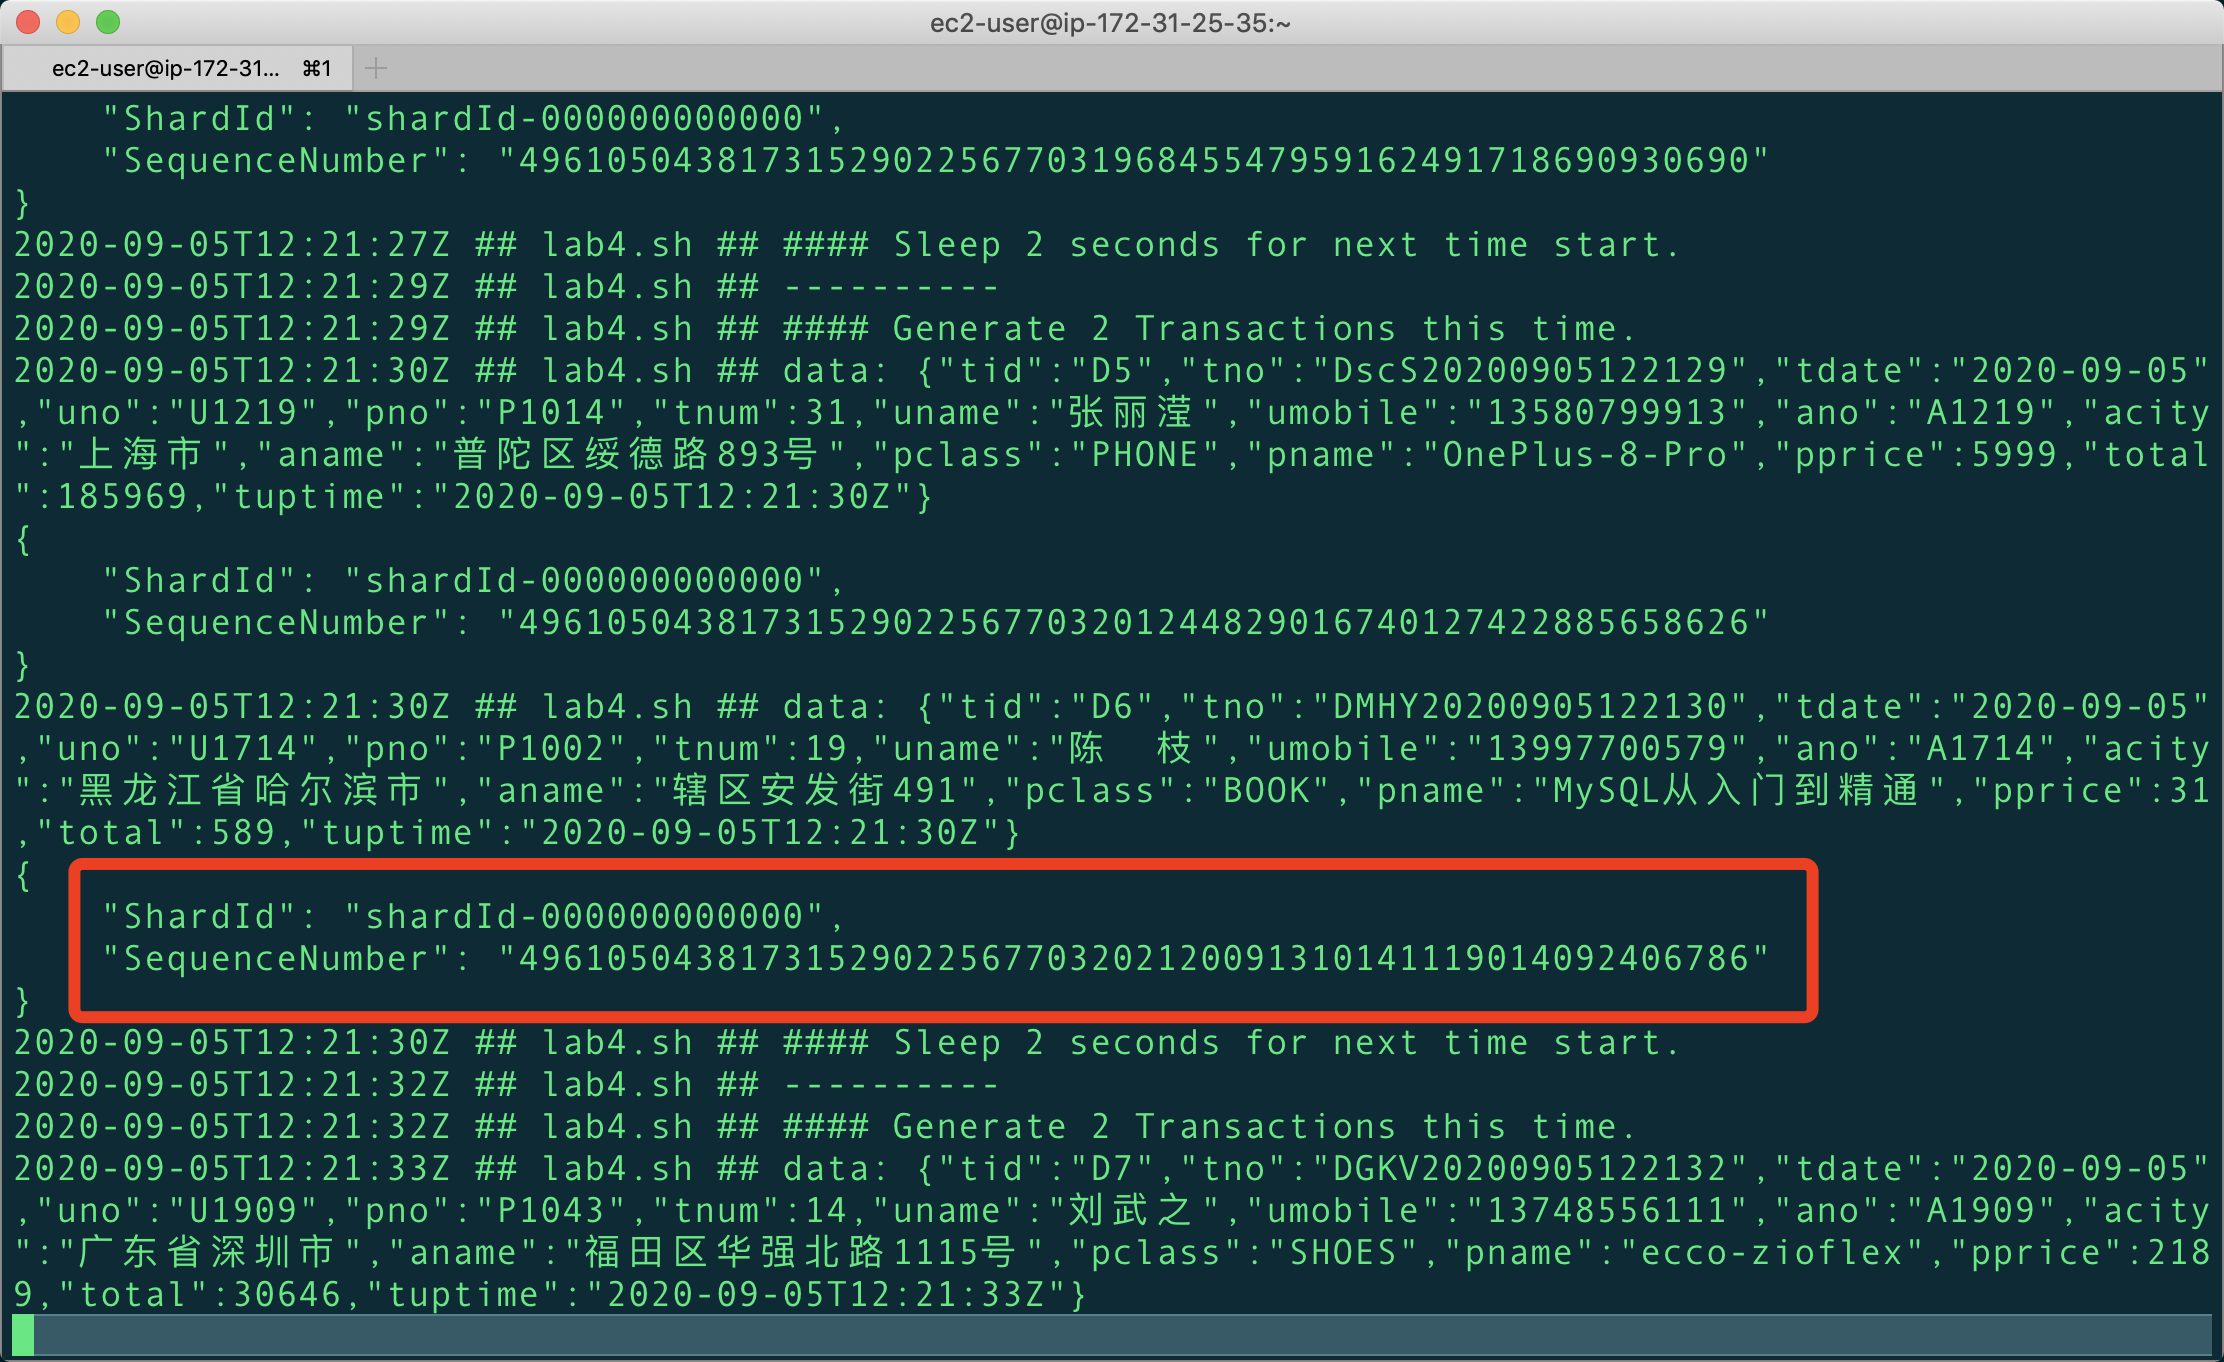 ec2-user@ip-172-31-25-35:~
ec2-user@ip-172-31... ⌘1
"ShardId": "shardId-000000000000",
"SequenceNumber": "49610504381731529022567703196845547959162491718690930690"
}
2020-09-05T12:21:27Z ## lab4.sh ## #### Sleep 2 seconds for next time start.
2020-09-05T12:21:29Z ## lab4.sh ## ----------
2020-09-05T12:21:29Z ## lab4.sh ## #### Generate 2 Transactions this time.
2020-09-05T12:21:30Z ## lab4.sh ## data: {"tid":"D5","tno":"DscS20200905122129","tdate":"2020-09-05"
,"uno":"U1219","pno":"P1014","tnum":31,"uname":"张丽滢","umobile":"13580799913","ano":"A1219","acity
":"上海市","aname":"普陀区绥德路893号","pclass":"PHONE","pname":"OnePlus-8-Pro","pprice":5999,"total
":185969,"tuptime":"2020-09-05T12:21:30Z"}
{
"ShardId": "shardId-000000000000",
"SequenceNumber": "49610504381731529022567703201244829016740127422885658626"
}
2020-09-05T12:21:30Z ## lab4.sh ## data: {"tid":"D6","tno":"DMHY20200905122130","tdate":"2020-09-05"
,"uno":"U1714","pno":"P1002","tnum":19,"uname":"陈　枝","umobile":"13997700579","ano":"A1714","acity
":"黑龙江省哈尔滨市","aname":"辖区安发街491","pclass":"BOOK","pname":"MySQL从入门到精通","pprice":31
,"total":589,"tuptime":"2020-09-05T12:21:30Z"}
{
"ShardId": "shardId-000000000000",
"SequenceNumber": "49610504381731529022567703202120091310141119014092406786"
}
2020-09-05T12:21:30Z ## lab4.sh ## #### Sleep 2 seconds for next time start.
2020-09-05T12:21:32Z ## lab4.sh ## ----------
2020-09-05T12:21:32Z ## lab4.sh ## #### Generate 2 Transactions this time.
2020-09-05T12:21:33Z ## lab4.sh ## data: {"tid":"D7","tno":"DGKV20200905122132","tdate":"2020-09-05"
,"uno":"U1909","pno":"P1043","tnum":14,"uname":"刘武之","umobile":"13748556111","ano":"A1909","acity
":"广东省深圳市","aname":"福田区华强北路1115号","pclass":"SHOES","pname":"ecco-zioflex","pprice":218
9,"total":30646,"tuptime":"2020-09-05T12:21:33Z"}